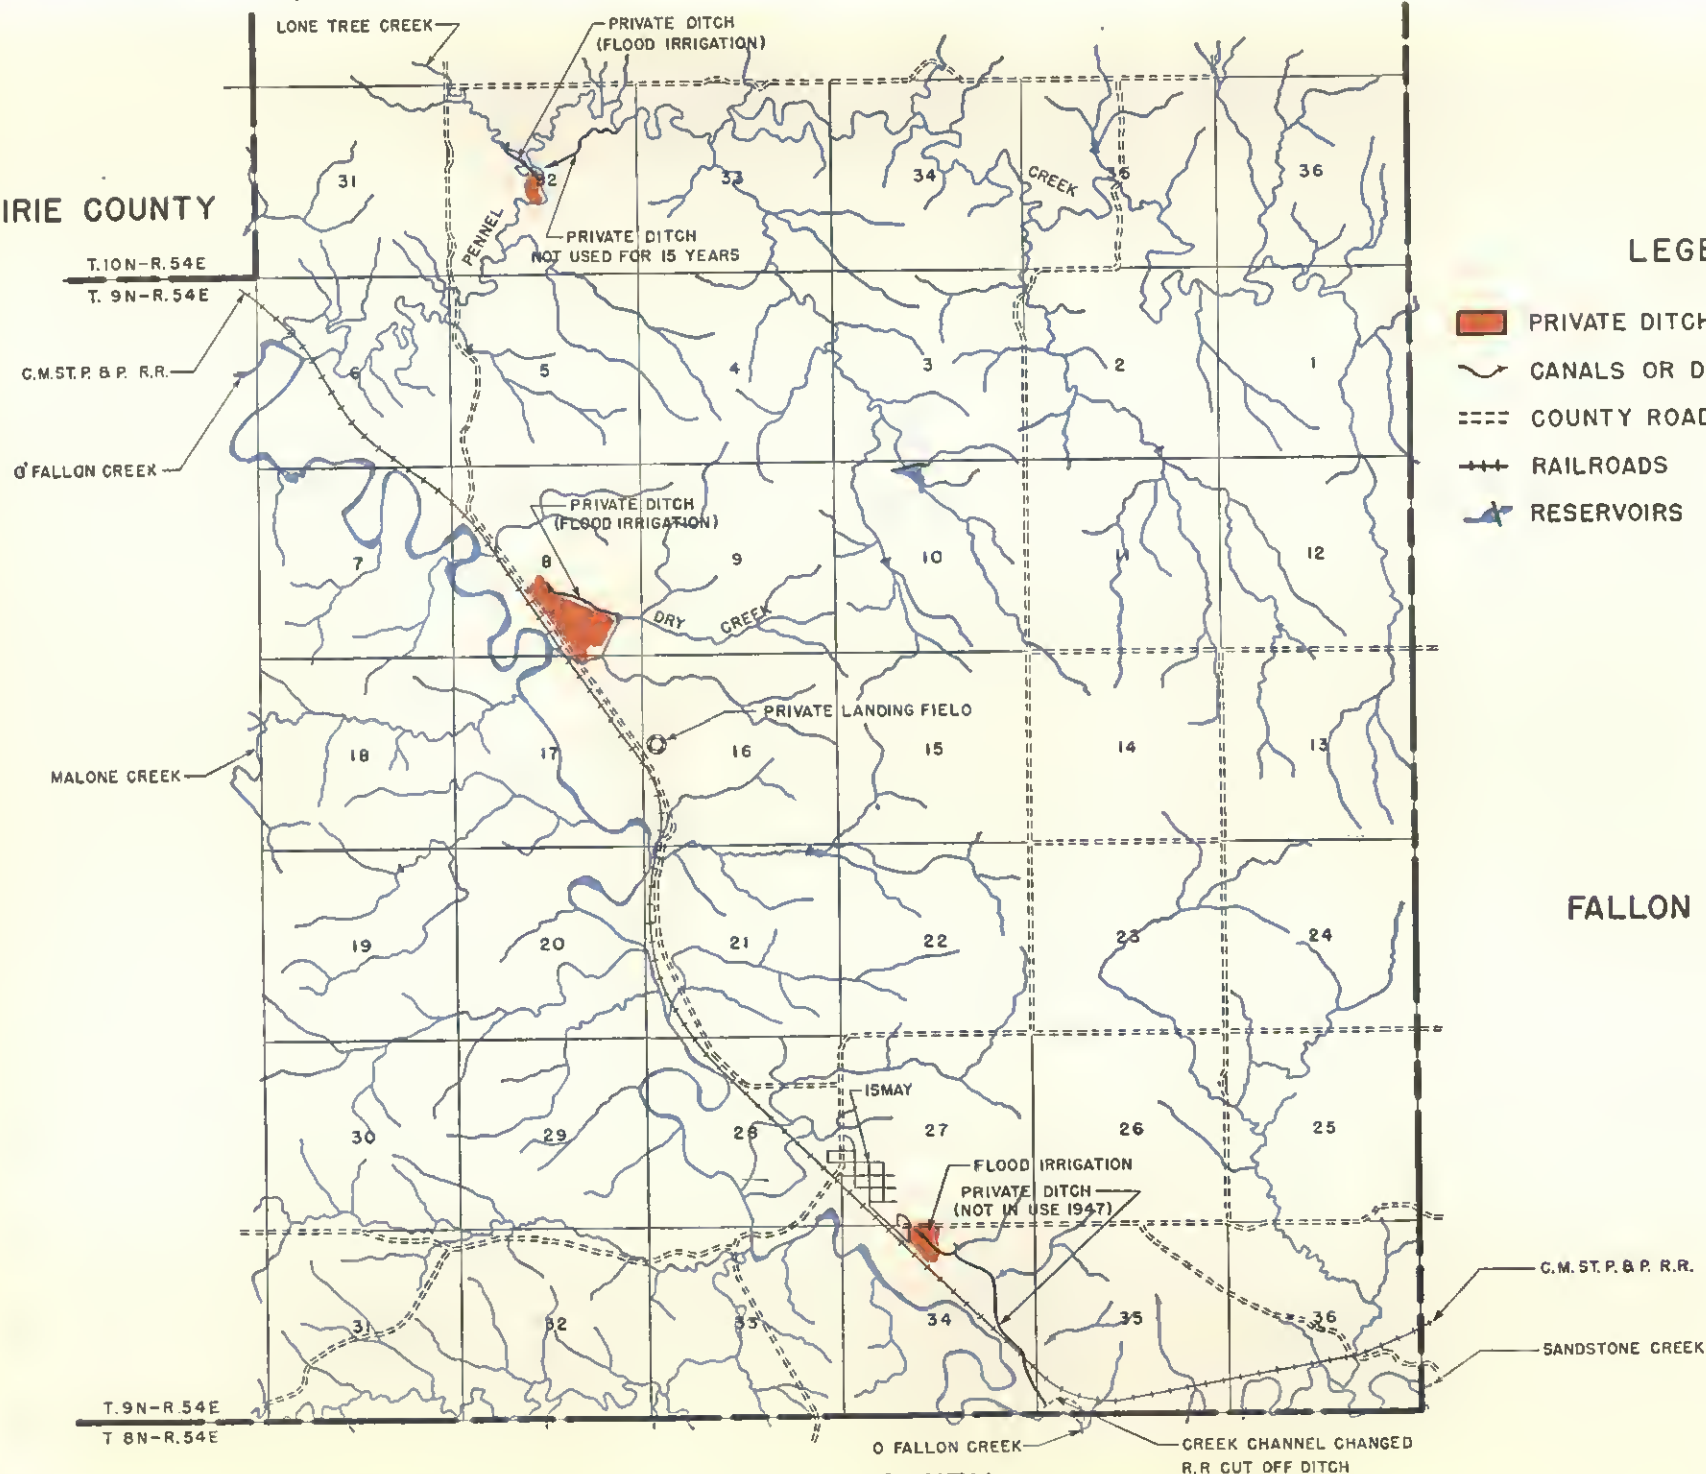 LONE TREE CREEK
PRIVATE DITCH
(FLOOD IRRIGATION)
31
32
33
34
CREEK
35
36
IRIE COUNTY
PENNEL
PRIVATE DITCH
NOT USED FOR 15 YEARS
T.10N-R.54E
T. 9N-R.54E
LEGE
PRIVATE DITCH
CANALS OR D
COUNTY ROAD
RAILROADS
RESERVOIRS
C.M.ST.P. & P. R.R.
6
5
4
3
2
1
O'FALLON CREEK
PRIVATE DITCH
(FLOOD IRRIGATION)
7
8
9
10
11
12
DRY CREEK
PRIVATE LANDING FIELD
MALONE CREEK
18
17
16
15
14
13
FALLON
19
20
21
22
23
24
ISMAY
30
29
28
27
26
25
FLOOD IRRIGATION
PRIVATE DITCH
(NOT IN USE 1947)
C.M. ST. P. & P. R.R.
31
32
33
34
35
36
SANDSTONE CREEK
T.9N-R.54E
T 8N-R.54E
O FALLON CREEK
CREEK CHANNEL CHANGED
R.R CUT OFF DITCH